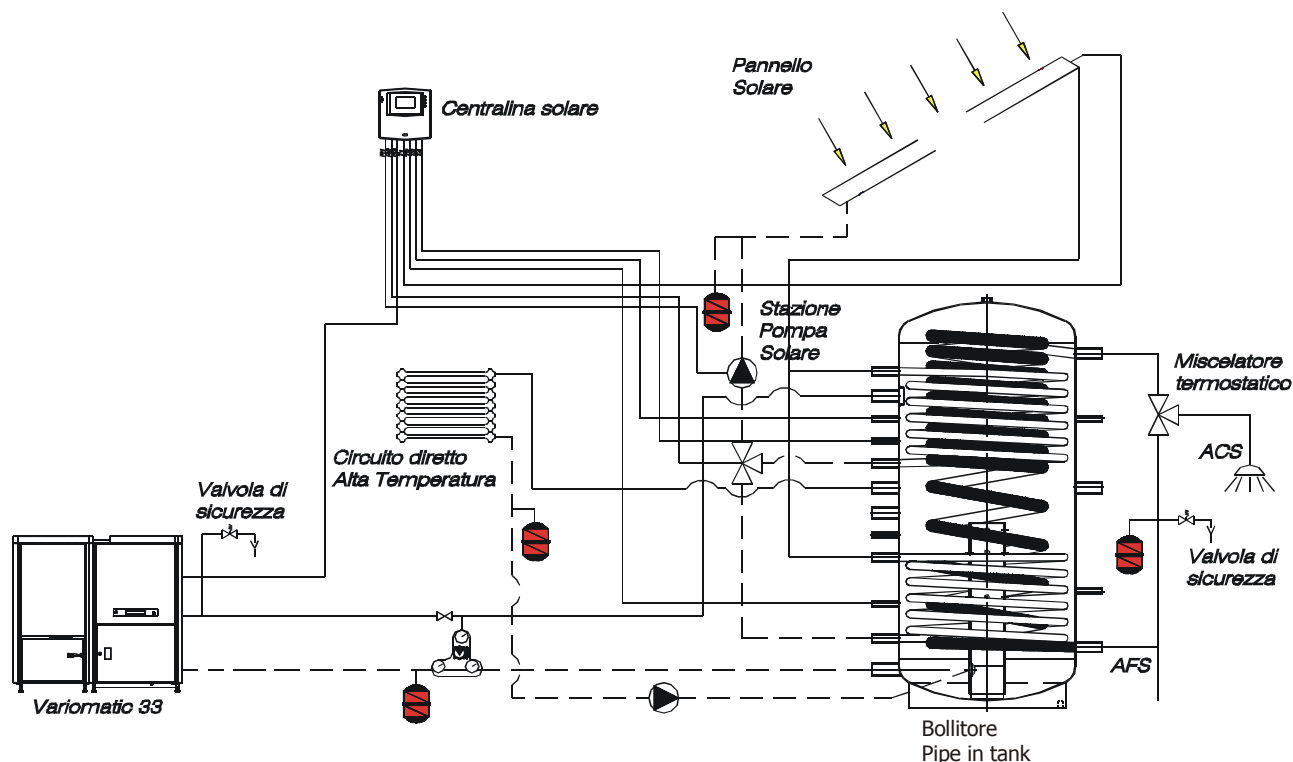 Pannello
Solare
Centralina solare
Stazione
Pompa
Solare
Miscelatore
termostatico
Circuito diretto
Alta Temperatura
ACS
Valvola di
sicurezza
Valvola di
sicurezza
AFS
Variomatic 33
Bollitore
Pipe in tank